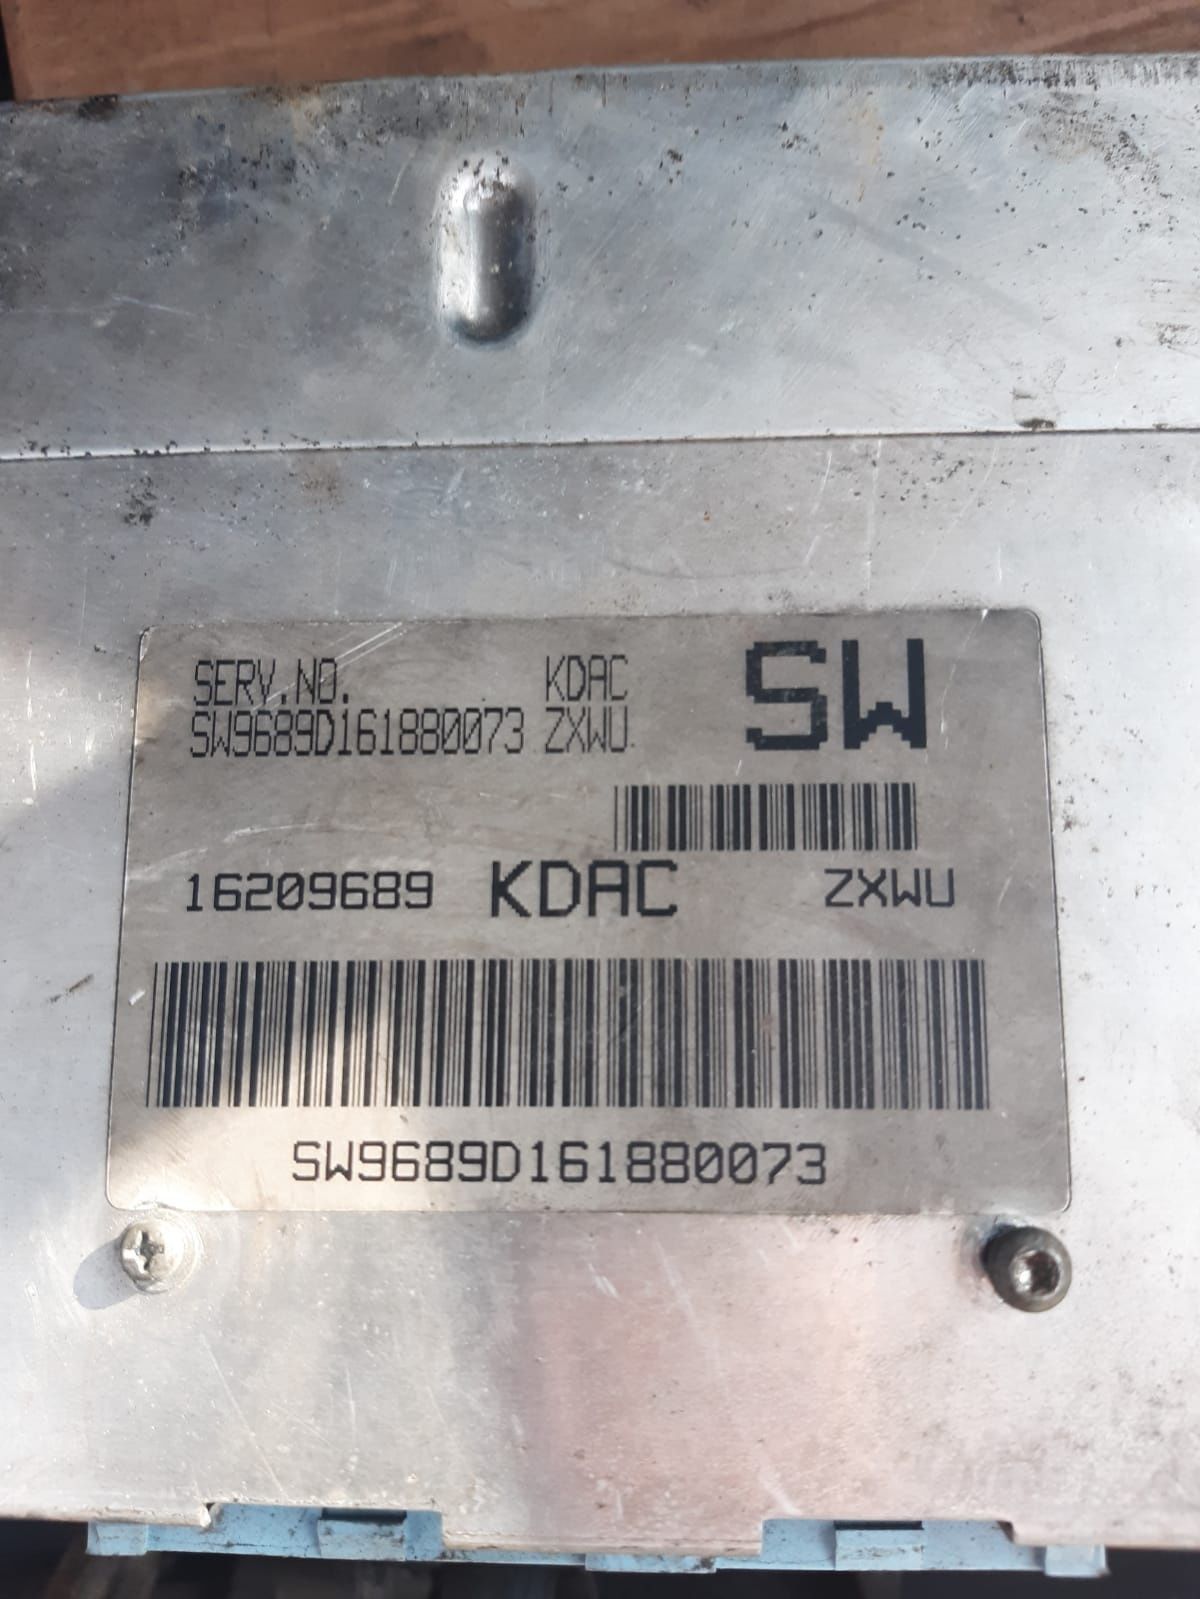 SERV.NO. KDAC
SW9689D161880073 ZXWU
SW
16209689 KDAC ZXWU
SW9689D161880073